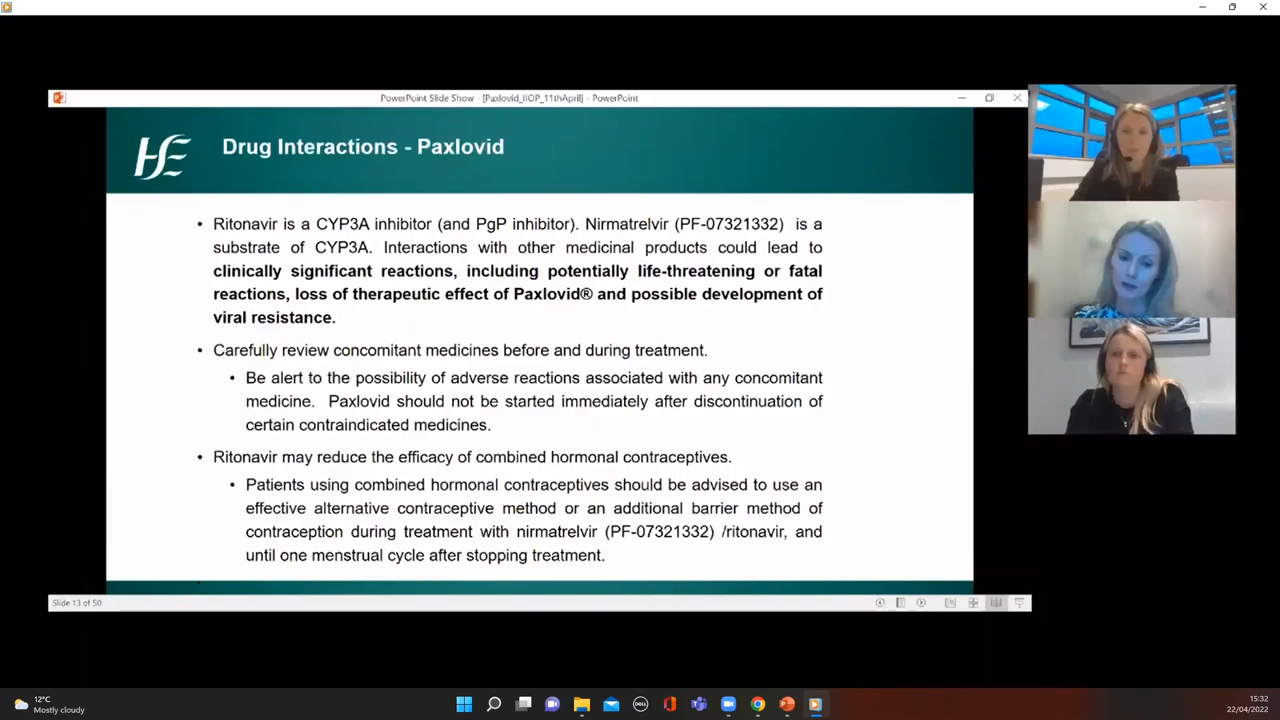 PowerPoint Slide Show - [Paxlovid_IIOP_11thApril] - PowerPoint
HSE
Drug Interactions - Paxlovid
• Ritonavir is a CYP3A inhibitor (and PgP inhibitor). Nirmatrelvir (PF-07321332) is a
substrate of CYP3A. Interactions with other medicinal products could lead to
clinically significant reactions, including potentially life-threatening or fatal
reactions, loss of therapeutic effect of Paxlovid® and possible development of
viral resistance.
• Carefully review concomitant medicines before and during treatment.
• Be alert to the possibility of adverse reactions associated with any concomitant
medicine. Paxlovid should not be started immediately after discontinuation of
certain contraindicated medicines.
• Ritonavir may reduce the efficacy of combined hormonal contraceptives.
• Patients using combined hormonal contraceptives should be advised to use an
effective alternative contraceptive method or an additional barrier method of
contraception during treatment with nirmatrelvir (PF-07321332) /ritonavir, and
until one menstrual cycle after stopping treatment.
Slide 13 of 50
12°C
Mostly cloudy
DELL
15:32
22/04/2022